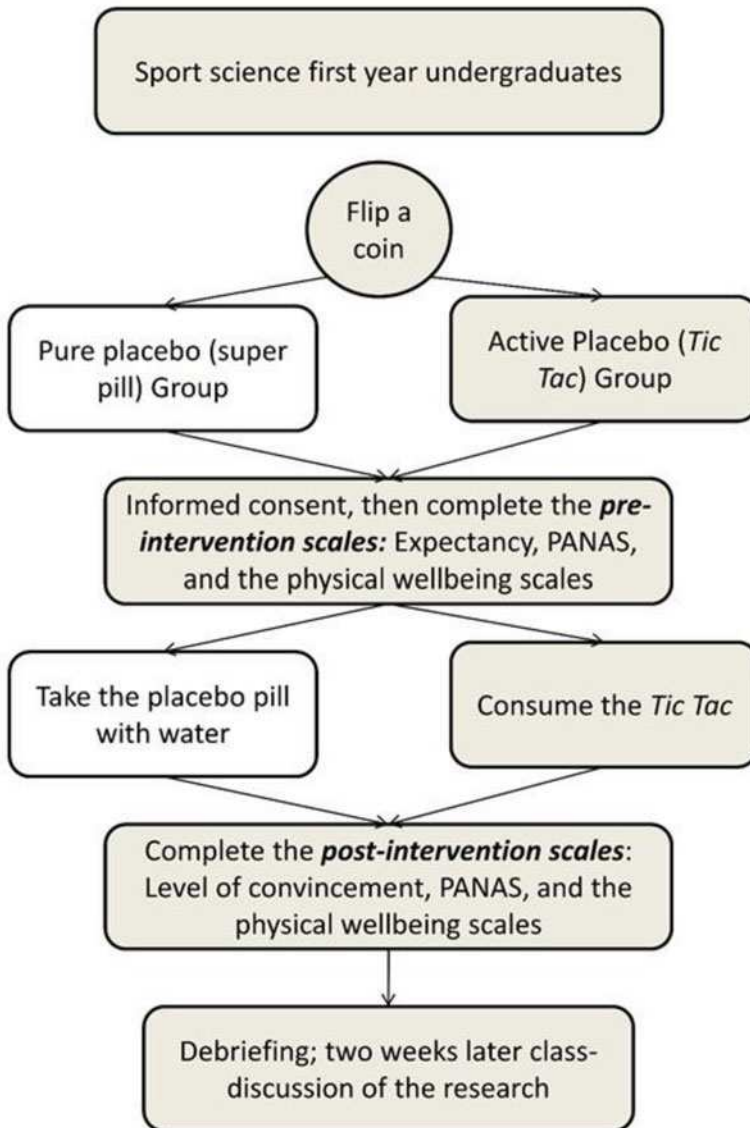 Sport science first year undergraduates
Flip a
coin
Pure placebo (super
pill) Group
Active Placebo (Tic
Tac) Group
Informed consent, then complete the pre-
intervention scales: Expectancy, PANAS,
and the physical wellbeing scales
Take the placebo pill
with water
Consume the Tic Tac
Complete the post-intervention scales:
Level of convincement, PANAS, and the
physical wellbeing scales
Debriefing; two weeks later class-
discussion of the research